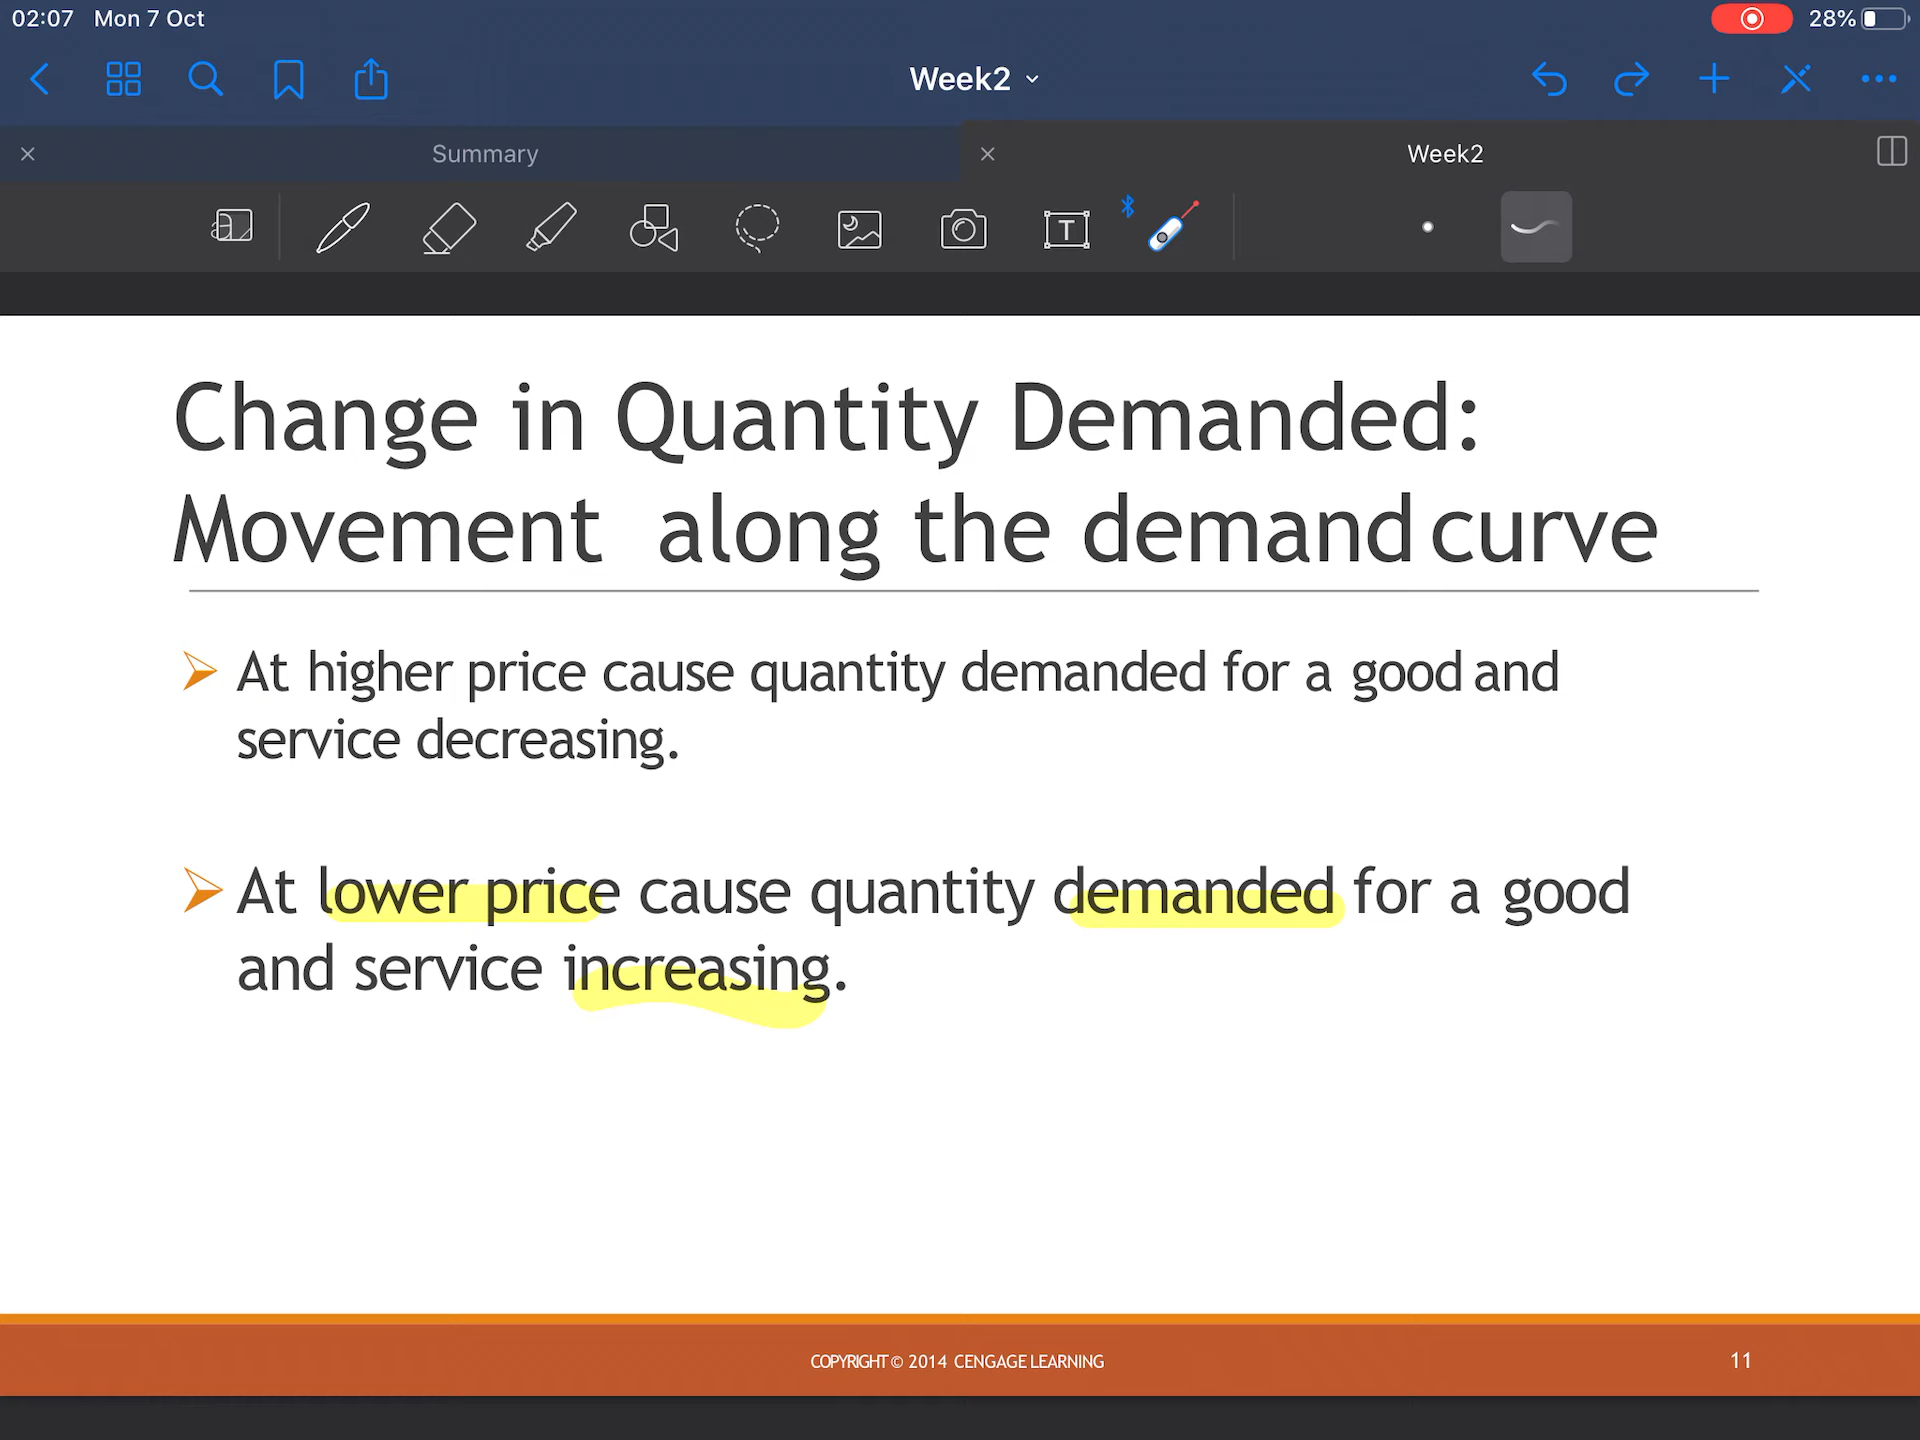 02:07 Mon 7 Oct 28%
Week2
Summary Week2
T
Change in Quantity Demanded:
Movement along the demand curve
At higher price cause quantity demanded for a good and
service decreasing.
At lower price cause quantity demanded for a good
and service increasing.
COPYRIGHT © 2014 CENGAGE LEARNING 11